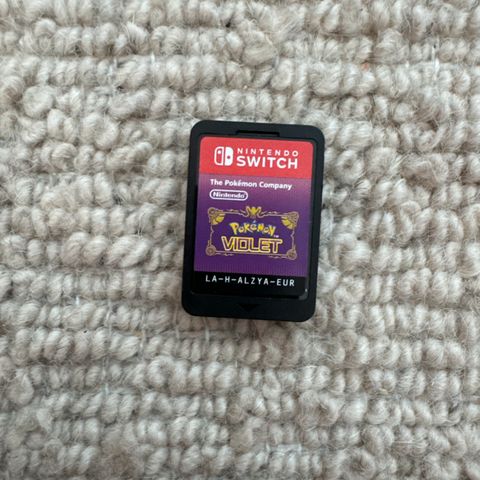 NINTENDO
SWITCH
The Pokémon Company
Nintendo
POKÉMON
VIOLET
LA-H-ALZYA-EUR